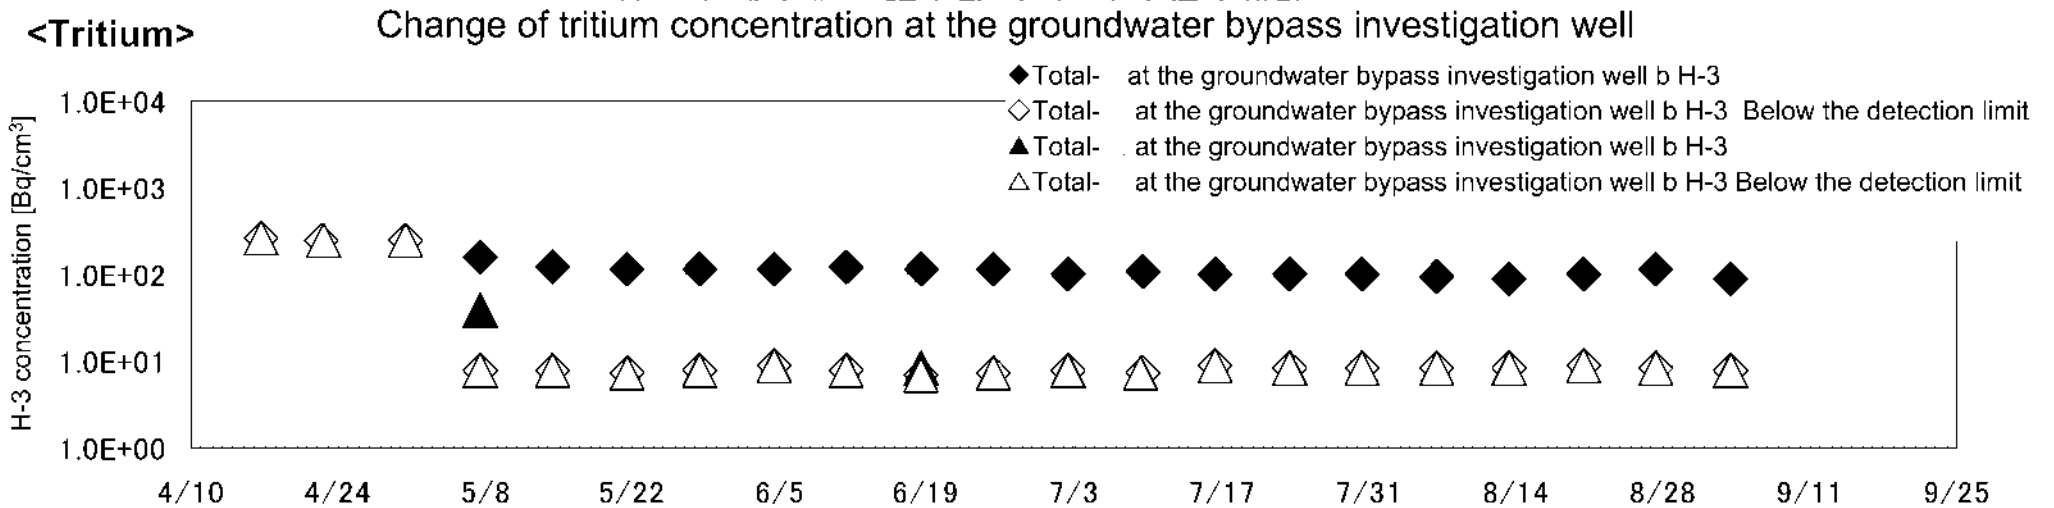 <Tritium>
Change of tritium concentration at the groundwater bypass investigation well
◆Total- at the groundwater bypass investigation well b H-3
◇Total- at the groundwater bypass investigation well b H-3 Below the detection limit
▲Total- at the groundwater bypass investigation well b H-3
△Total- at the groundwater bypass investigation well b H-3 Below the detection limit
H-3 concentration [Bq/cm³]
1.0E+04
1.0E+03
1.0E+02
1.0E+01
1.0E+00
4/10 4/24 5/8 5/22 6/5 6/19 7/3 7/17 7/31 8/14 8/28 9/11 9/25